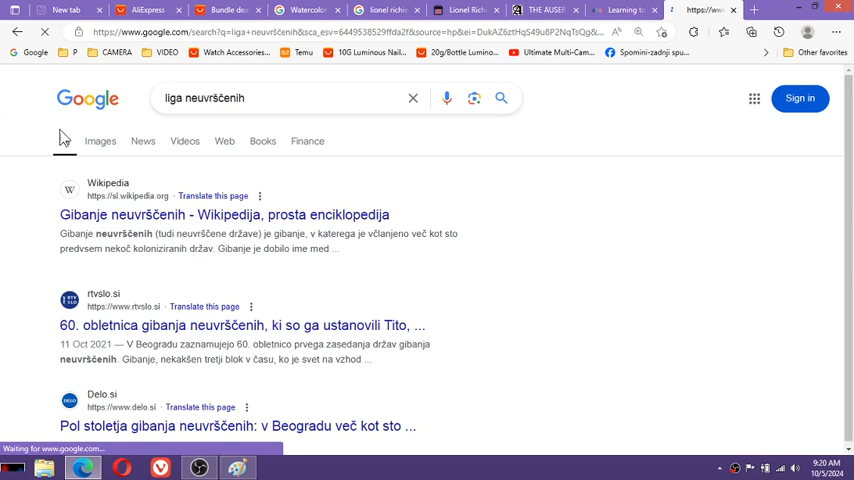 New tab
AliExpress
Bundle dea
Watercolor
lionel richie
Lionel Rich
THE AUSER
Learning to
https://ww
https://www.google.com/search?q=liga+neuvrščenih&sca_esv=6449538529ffda2f&source=hp&ei=DukAZ6ztHqS49u8P2NqTsQg&...
Google
P
CAMERA
VIDEO
Watch Accessories...
Temu
10G Luminous Nail...
20g/Bottle Lumino...
Ultimate Multi-Cam...
Spomini-zadnji spu...
Other favorites
Google
liga neuvrščenih
Sign in
Images
News
Videos
Web
Books
Finance
Wikipedia
https://sl.wikipedia.org · Translate this page
Gibanje neuvrščenih - Wikipedija, prosta enciklopedija
Gibanje neuvrščenih (tudi neuvrščene države) je gibanje, v katerega je včlanjeno več kot sto
predvsem nekoč koloniziranih držav. Gibanje je dobilo ime med ...
rtvslo.si
https://www.rtvslo.si · Translate this page
60. obletnica gibanja neuvrščenih, ki so ga ustanovili Tito, ...
11 Oct 2021 — V Beogradu zaznamujejo 60. obletnico prvega zasedanja držav gibanja
neuvrščenih. Gibanje, nekakšen tretji blok v času, ko je svet na vzhod ...
Delo.si
https://www.delo.si · Translate this page
Pol stoletja gibanja neuvrščenih: v Beogradu več kot sto ...
Waiting for www.google.com...
9:20 AM
10/5/2024